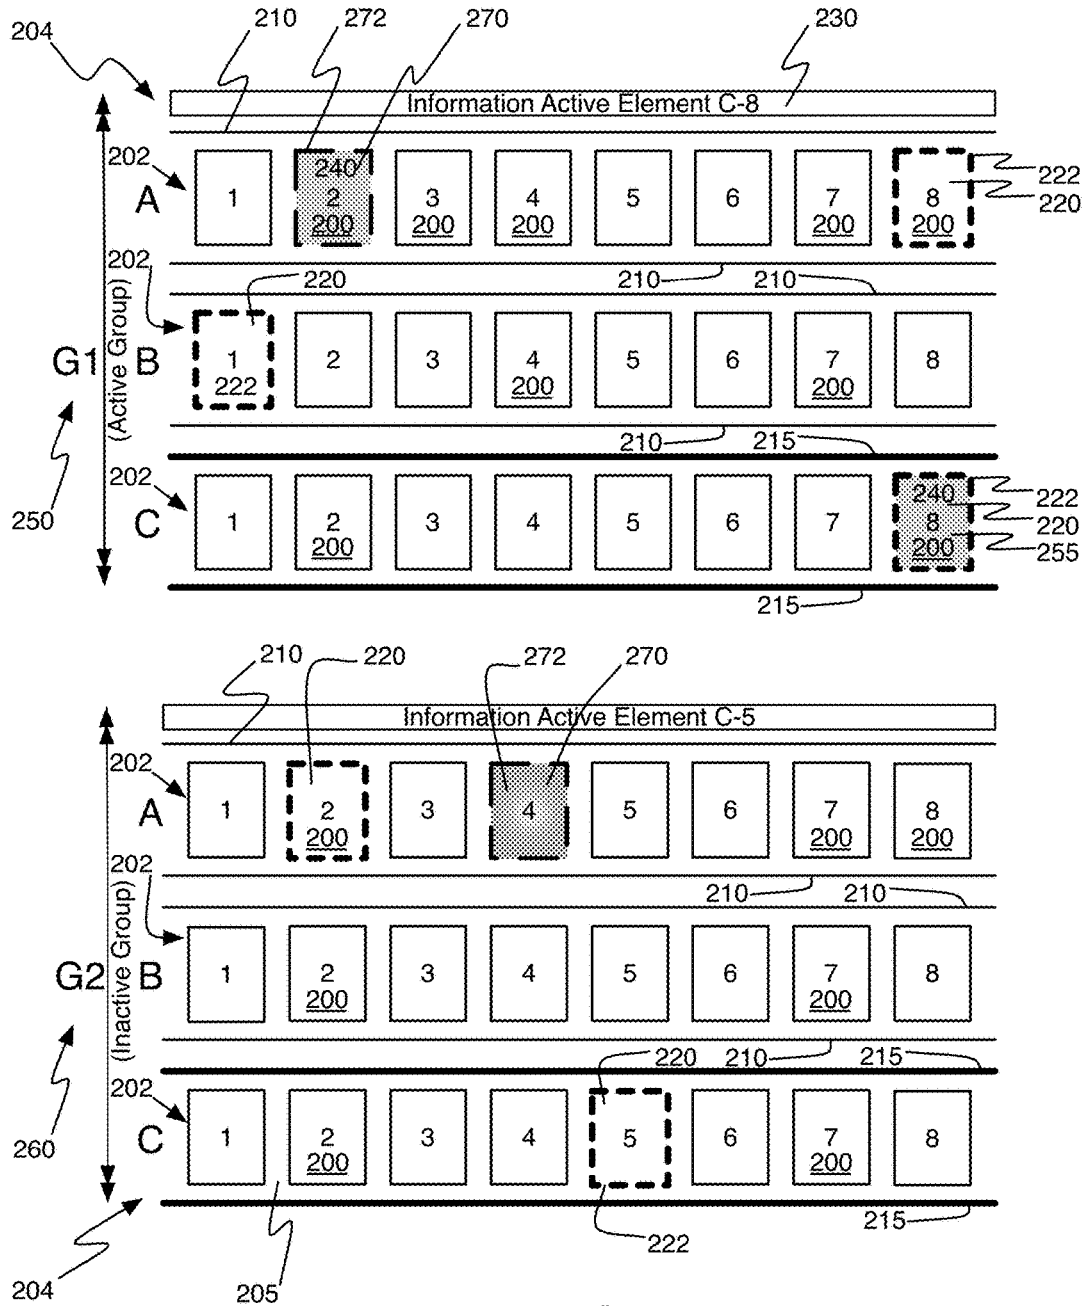 204 210 272 270 230
Information Active Element C-8
202
A 1 240 2 200 3 200 4 200 5 6 7 200 8 200 222 220
202 220 210 210
G1 (Active Group) B 1 222 2 3 4 200 5 6 7 200 8
210 215
202
250 C 1 2 200 3 4 5 6 7 240 8 200 222 220 255
215
210 220 272 270
Information Active Element C-5
202
A 1 2 200 3 4 5 6 7 200 8 200
202 210 210
G2 (Inactive Group) B 1 2 200 3 4 5 6 7 200 8
220 210 215
202
260 C 1 2 200 3 4 5 6 7 200 8
215
222
204 205